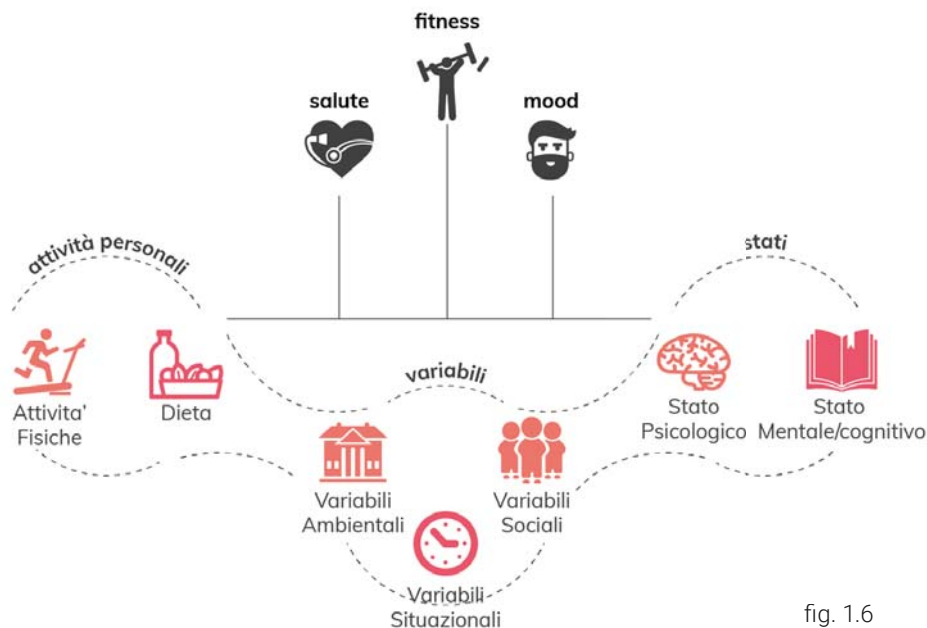 fitness
salute
mood
attività personali
stati
variabili
Attivita'
Fisiche
Dieta
Stato
Psicologico
Stato
Mentale/cognitivo
Variabili
Ambientali
Variabili
Sociali
Variabili
Situazionali
fig. 1.6